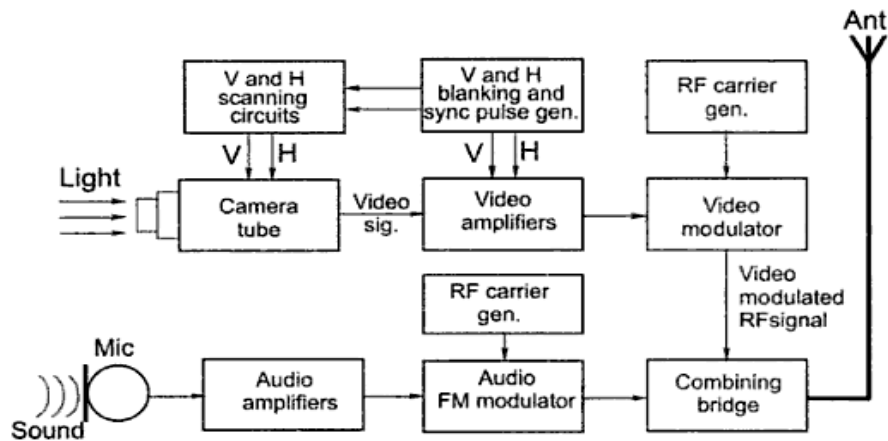 Ant
V and H
scanning
circuits
V and H
blanking and
sync pulse gen.
RF carrier
gen.
V
H
V
H
Light
Camera
tube
Video
sig.
Video
amplifiers
Video
modulator
RF carrier
gen.
Video
modulated
RFsignal
Mic
Audio
amplifiers
Audio
FM modulator
Combining
bridge
Sound